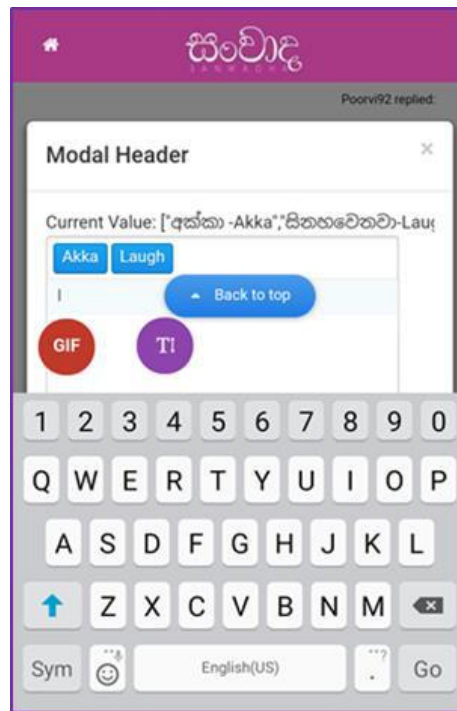 සංවාද
SANWADHA
Poorvi92 replied:
Modal Header ×
Current Value: ["අක්කා -Akka","සිනහවෙනවා-Laug
Akka Laugh
Back to top
GIF T!
1 2 3 4 5 6 7 8 9 0
Q W E R T Y U I O P
A S D F G H J K L
Z X C V B N M
Sym English(US) . ? Go